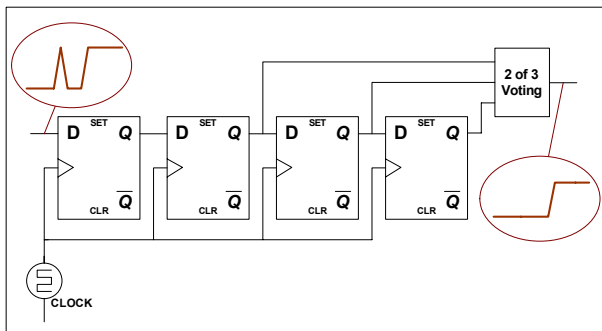 2 of 3
Voting
D SET Q
D SET Q
D SET Q
D SET Q
Q
Q
Q
Q
CLR
CLR
CLR
CLR
CLOCK